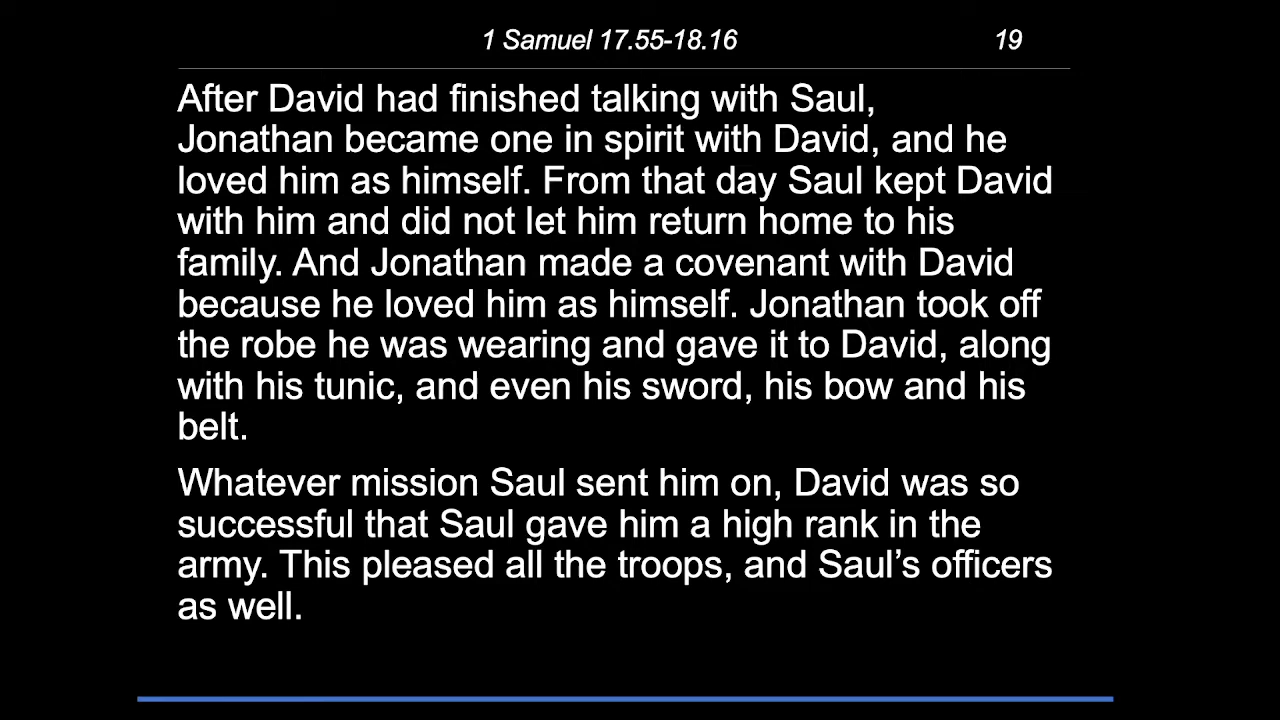 1 Samuel 17.55-18.16 19
After David had finished talking with Saul,
Jonathan became one in spirit with David, and he
loved him as himself. From that day Saul kept David
with him and did not let him return home to his
family. And Jonathan made a covenant with David
because he loved him as himself. Jonathan took off
the robe he was wearing and gave it to David, along
with his tunic, and even his sword, his bow and his
belt.
Whatever mission Saul sent him on, David was so
successful that Saul gave him a high rank in the
army. This pleased all the troops, and Saul’s officers
as well.